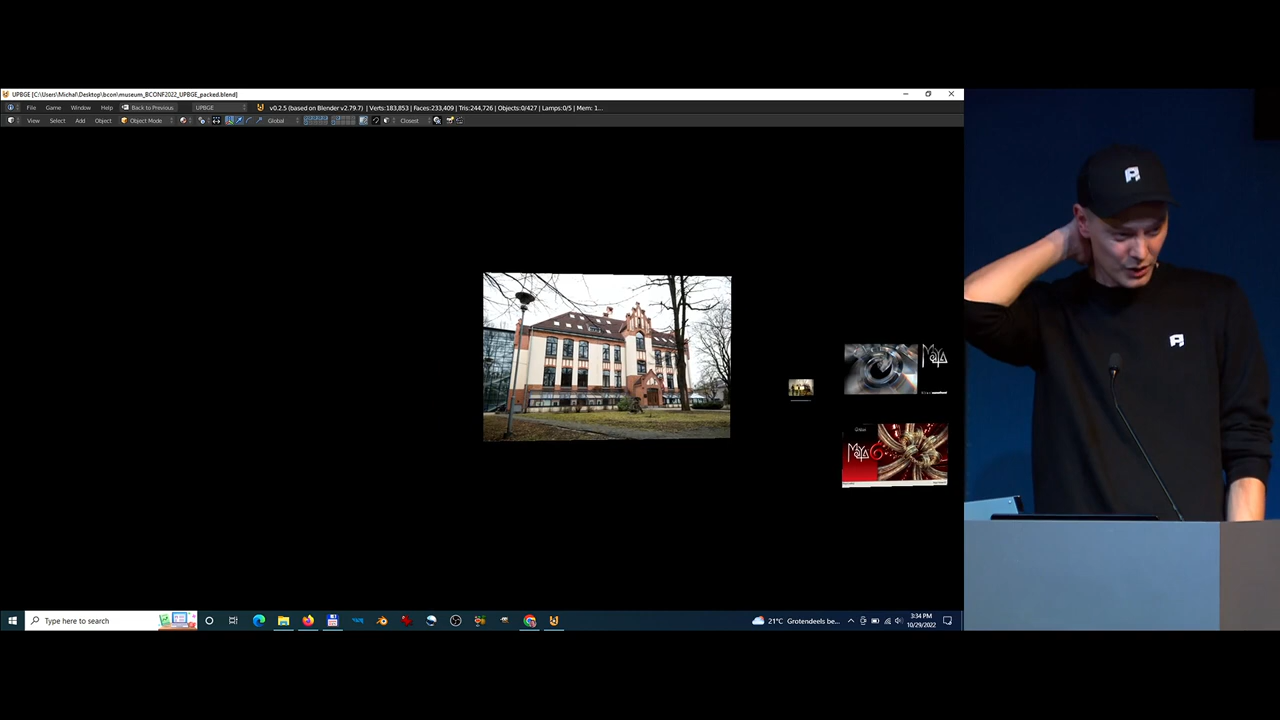 UPBGE [C:\Users\Michal\Desktop\bcon\museum_BCONF2022_UPBGE_packed.blend]
File Game Window Help Back to Previous UPBGE v0.2.5 (based on Blender v2.79.7) | Verts:183,853 | Faces:233,409 | Tris:244,726 | Objects:0/427 | Lamps:0/5 | Mem: 1...
View Select Add Object Object Mode Global Closest
MAYA
MAYA 6
Type here to search
21°C Grotendeels be...
3:34 PM
10/29/2022